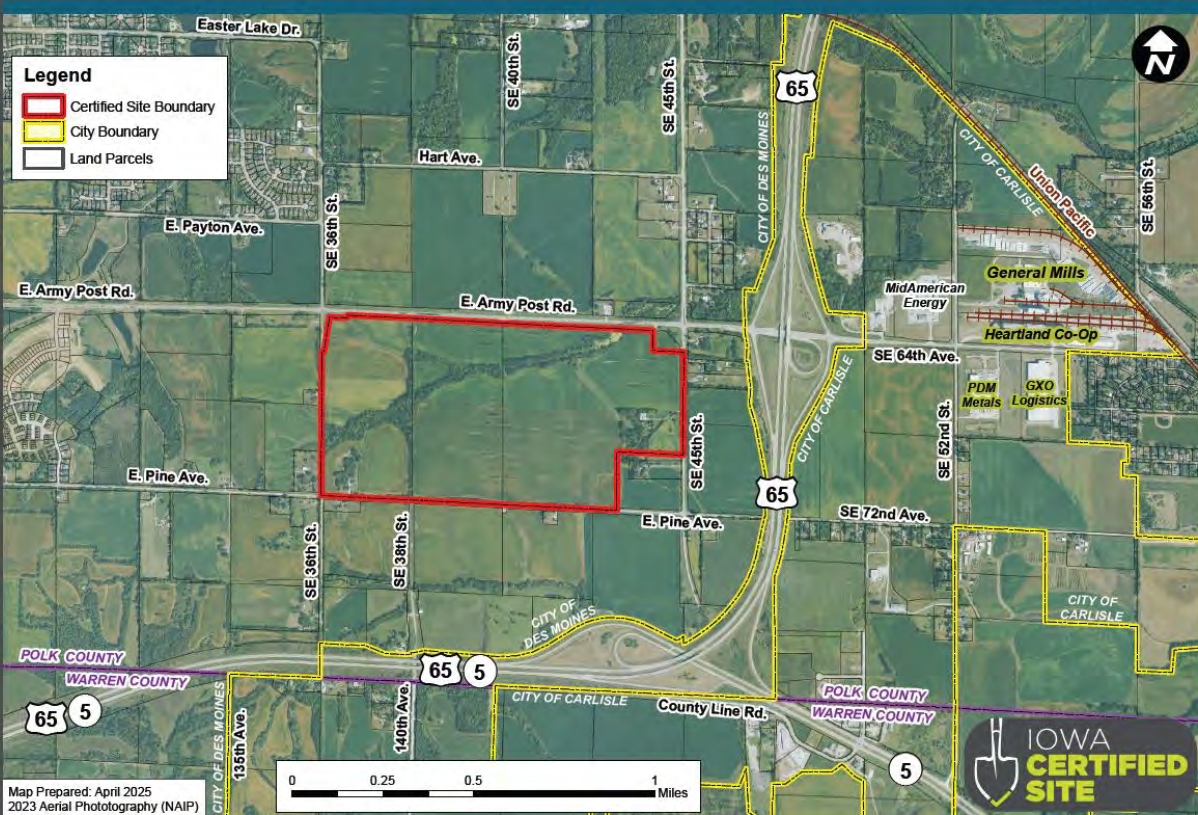 Easter Lake Dr.
Legend
Certified Site Boundary
City Boundary
Land Parcels
SE 40th St.
SE 45th St.
65
N
CITY OF DES MOINES
CITY OF CARLISLE
Union Pacific
SE 56th St.
Hart Ave.
SE 36th St.
E. Payton Ave.
E. Army Post Rd.
E. Army Post Rd.
MidAmerican
Energy
General Mills
Heartland Co-Op
SE 64th Ave.
PDM
Metals
GXO
Logistics
CITY OF CARLISLE
SE 45th St.
SE 52nd St.
E. Pine Ave.
65
E. Pine Ave.
SE 72nd Ave.
SE 36th St.
SE 38th St.
CITY OF
DES MOINES
CITY OF
CARLISLE
POLK COUNTY
WARREN COUNTY
65
5
CITY OF CARLISLE
County Line Rd.
POLK COUNTY
WARREN COUNTY
65
5
CITY OF DES MOINES
135th Ave.
140th Ave.
5
0
0.25
0.5
1
Miles
Map Prepared: April 2025
2023 Aerial Phototography (NAIP)
IOWA
CERTIFIED
SITE